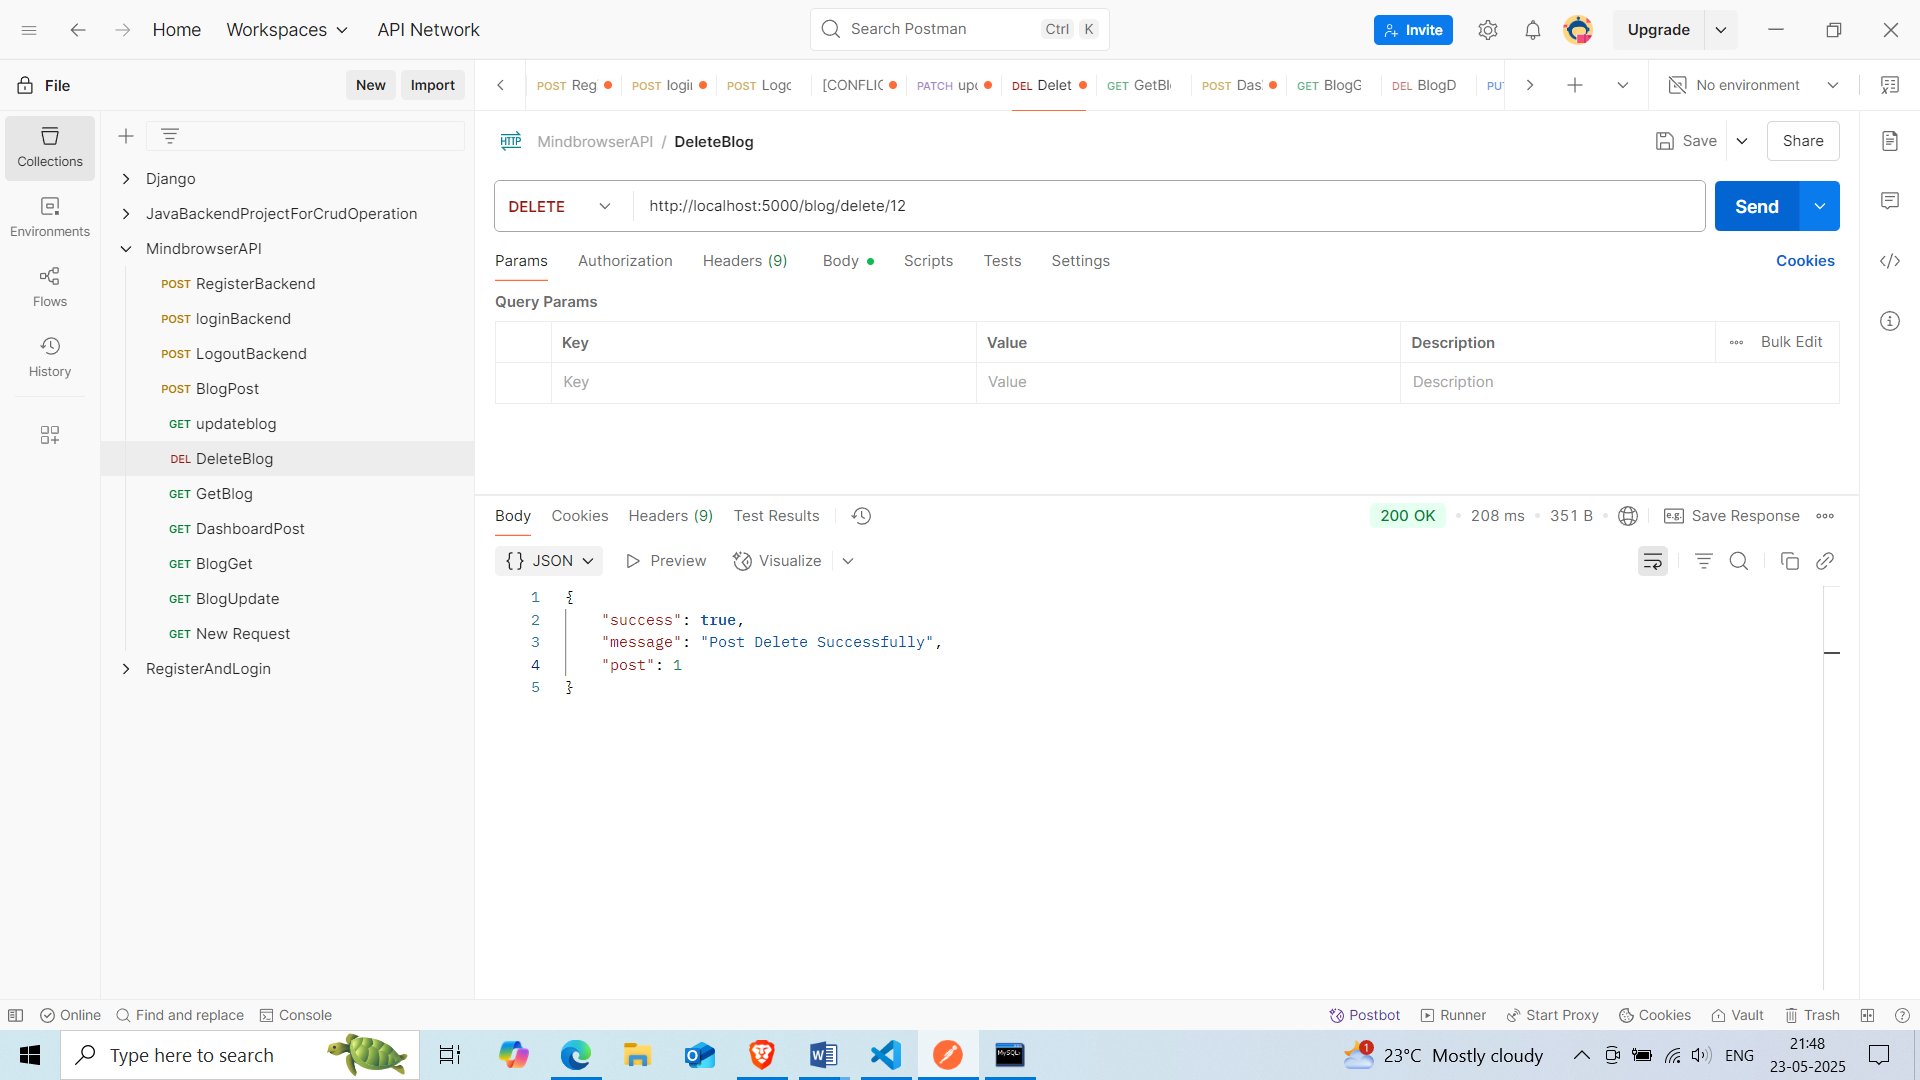 Home
Workspaces
API Network
Search Postman
Ctrl
K
Invite
Upgrade
File
New
Import
POST Reg
POST logii
POST Logo
[CONFLIC
PATCH upc
DEL Delet
GET GetBl
POST Das
GET BlogG
DEL BlogD
PU
No environment
Collections
Environments
Flows
History
Django
JavaBackendProjectForCrudOperation
MindbrowserAPI
POST RegisterBackend
POST loginBackend
POST LogoutBackend
POST BlogPost
GET updateblog
DEL DeleteBlog
GET GetBlog
GET DashboardPost
GET BlogGet
GET BlogUpdate
GET New Request
RegisterAndLogin
HTTP
MindbrowserAPI / DeleteBlog
Save
Share
DELETE
http://localhost:5000/blog/delete/12
Send
Params
Authorization
Headers (9)
Body
Scripts
Tests
Settings
Cookies
Query Params
Key
Value
Description
Bulk Edit
Key
Value
Description
Body
Cookies
Headers (9)
Test Results
200 OK
208 ms
351 B
e.g.
Save Response
{} JSON
Preview
Visualize
1 {
2 "success": true,
3 "message": "Post Delete Successfully",
4 "post": 1
5 }
Online
Find and replace
Console
Postbot
Runner
Start Proxy
Cookies
Vault
Trash
Type here to search
MySQL
1
23°C Mostly cloudy
ENG
21:48
23-05-2025